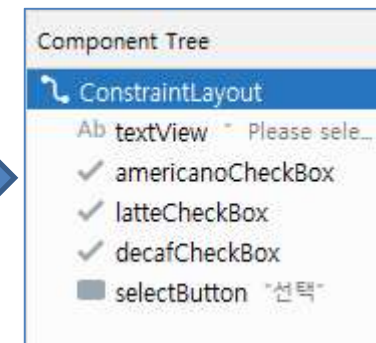 Component Tree
ConstraintLayout
Ab textView " Please sele...
americanoCheckBox
latteCheckBox
decafCheckBox
selectButton "선택"